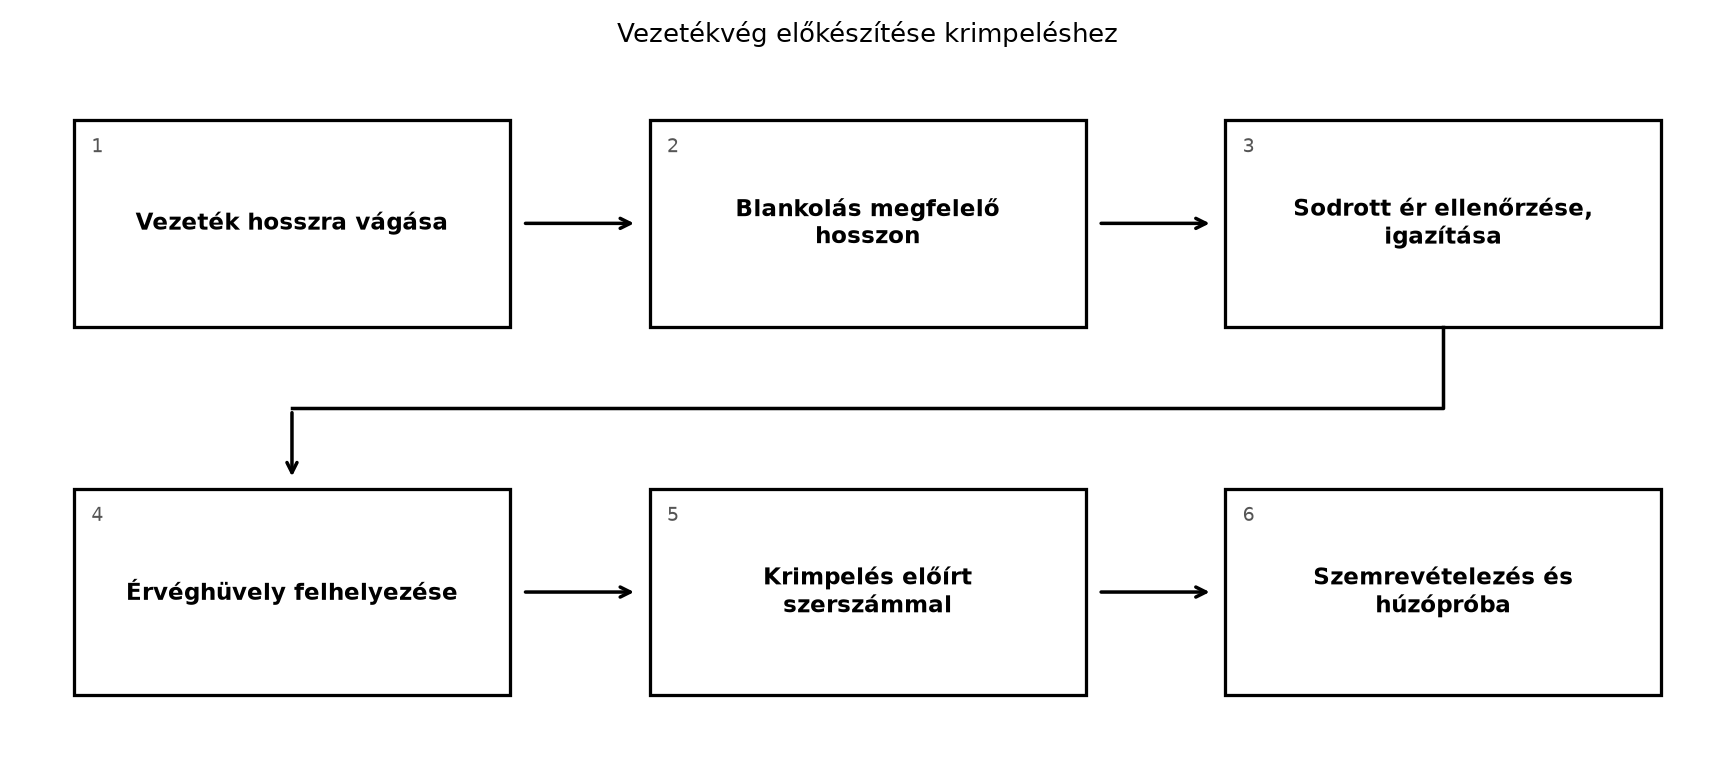 Vezetékvég előkészítése krimpeléshez
1
Vezeték hosszra vágása
2
Blankolás megfelelő
hosszon
3
Sodrott ér ellenőrzése,
igazítása
4
Érvéghüvely felhelyezése
5
Krimpelés előírt
szerszámmal
6
Szemrevételezés és
húzópróba